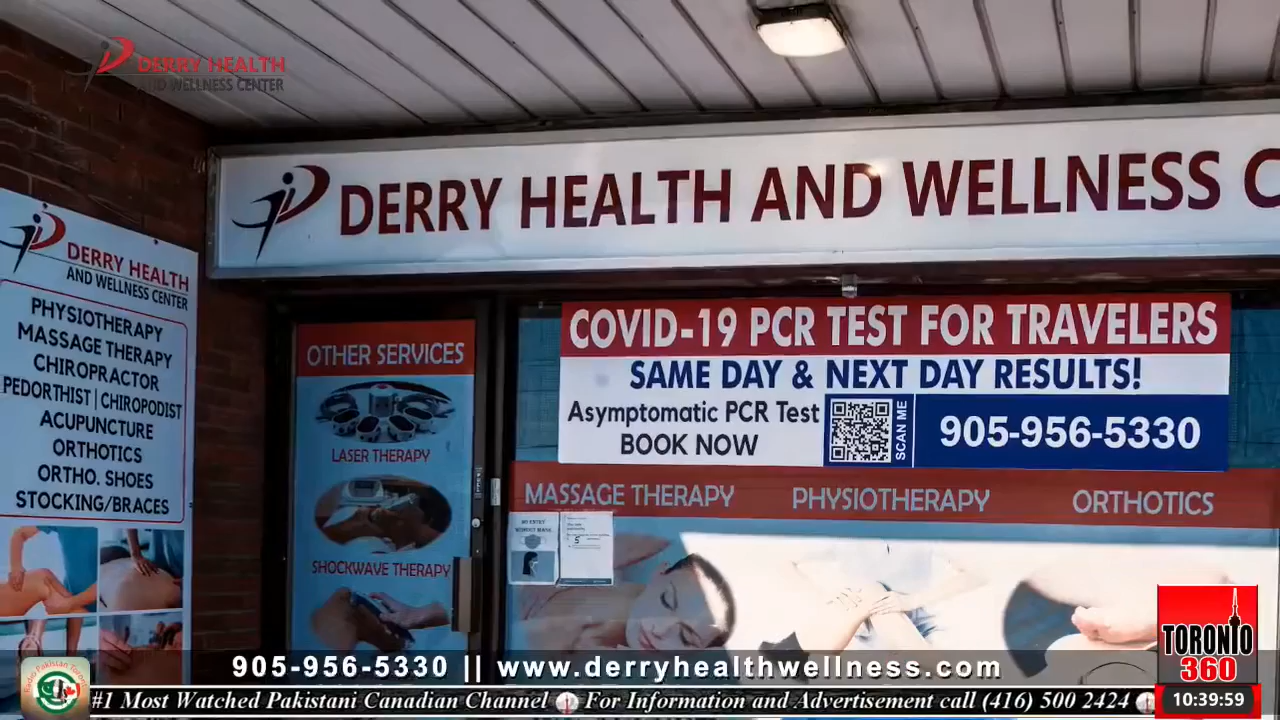 DERRY HEALTH
AND WELLNESS CENTER
DERRY HEALTH AND WELLNESS C
DERRY HEALTH
AND WELLNESS CENTER
PHYSIOTHERAPY
MASSAGE THERAPY
CHIROPRACTOR
PEDORTHIST | CHIROPODIST
ACUPUNCTURE
ORTHOTICS
ORTHO. SHOES
STOCKING/BRACES
OTHER SERVICES
LASER THERAPY
SHOCKWAVE THERAPY
COVID-19 PCR TEST FOR TRAVELERS
SAME DAY & NEXT DAY RESULTS!
Asymptomatic PCR Test
BOOK NOW
SCAN ME
905-956-5330
MASSAGE THERAPY PHYSIOTHERAPY ORTHOTICS
NO ENTRY
WITHOUT MASK
TORONTO
360
905-956-5330 || www.derryhealthwellness.com
#1 Most Watched Pakistani Canadian Channel For Information and Advertisement call (416) 500 2424
10:39:59